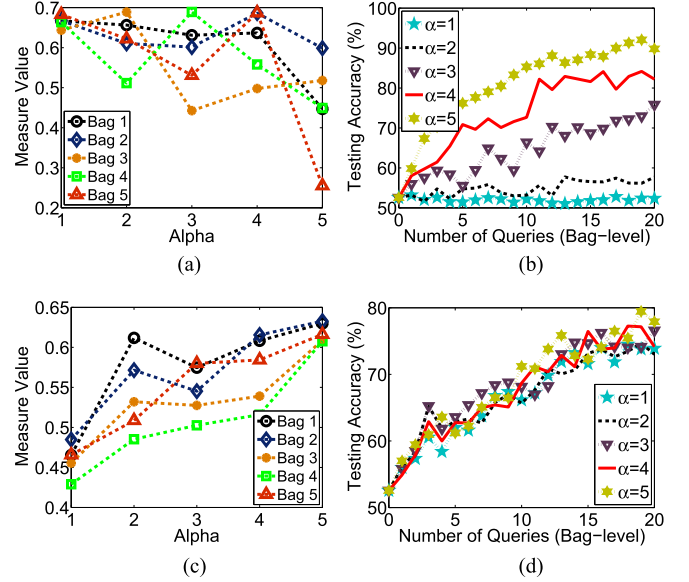 0.7
0.6
0.5
0.4
0.3
0.2
Measure Value
Bag 1
Bag 2
Bag 3
Bag 4
Bag 5
1 2 3 4 5
Alpha
(a)
100
90
80
70
60
50
Testing Accuracy (%)
α=1
α=2
α=3
α=4
α=5
0 5 10 15 20
Number of Queries (Bag−level)
(b)
0.65
0.6
0.55
0.5
0.45
0.4
Measure Value
Bag 1
Bag 2
Bag 3
Bag 4
Bag 5
1 2 3 4 5
Alpha
(c)
80
70
60
50
Testing Accuracy (%)
α=1
α=2
α=3
α=4
α=5
0 5 10 15 20
Number of Queries (Bag−level)
(d)